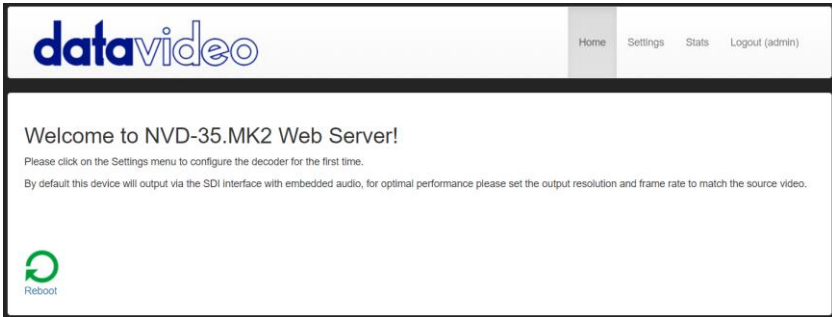 datavideo
Home Settings Stats Logout (admin)
Welcome to NVD-35.MK2 Web Server!
Please click on the Settings menu to configure the decoder for the first time.
By default this device will output via the SDI interface with embedded audio, for optimal performance please set the output resolution and frame rate to match the source video.
Reboot